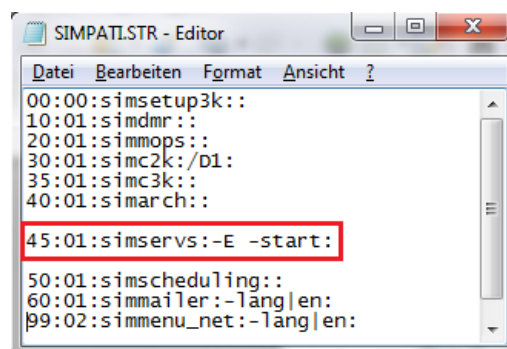 SIMPATI.STR - Editor
Datei Bearbeiten Format Ansicht ?
00:00:simsetup3k::
10:01:simdmr::
20:01:simmops::
30:01:simc2k:/D1:
35:01:simc3k::
40:01:simarch::
45:01:simservs:-E -start:
50:01:simscheduling::
60:01:simmailer:-lang|en:
99:02:simmenu_net:-lang|en: